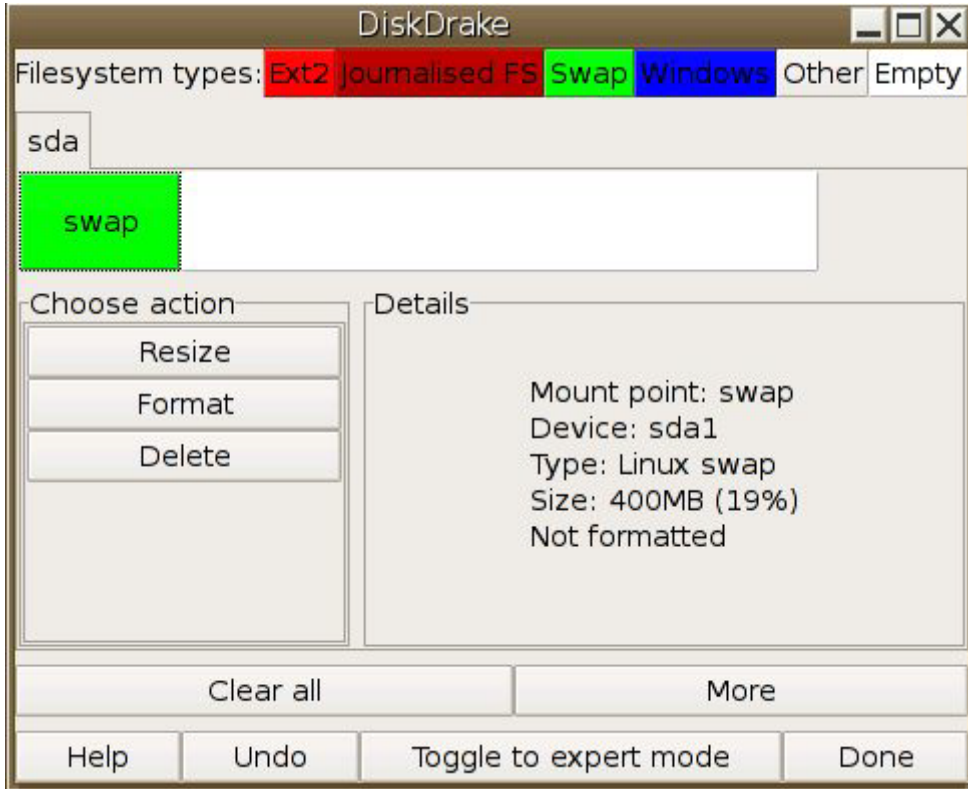 DiskDrake
Filesystem types: Ext2 Journalised FS Swap Windows Other Empty
sda
swap
Choose action
Resize
Format
Delete
Details
Mount point: swap
Device: sda1
Type: Linux swap
Size: 400MB (19%)
Not formatted
Clear all More
Help Undo Toggle to expert mode Done